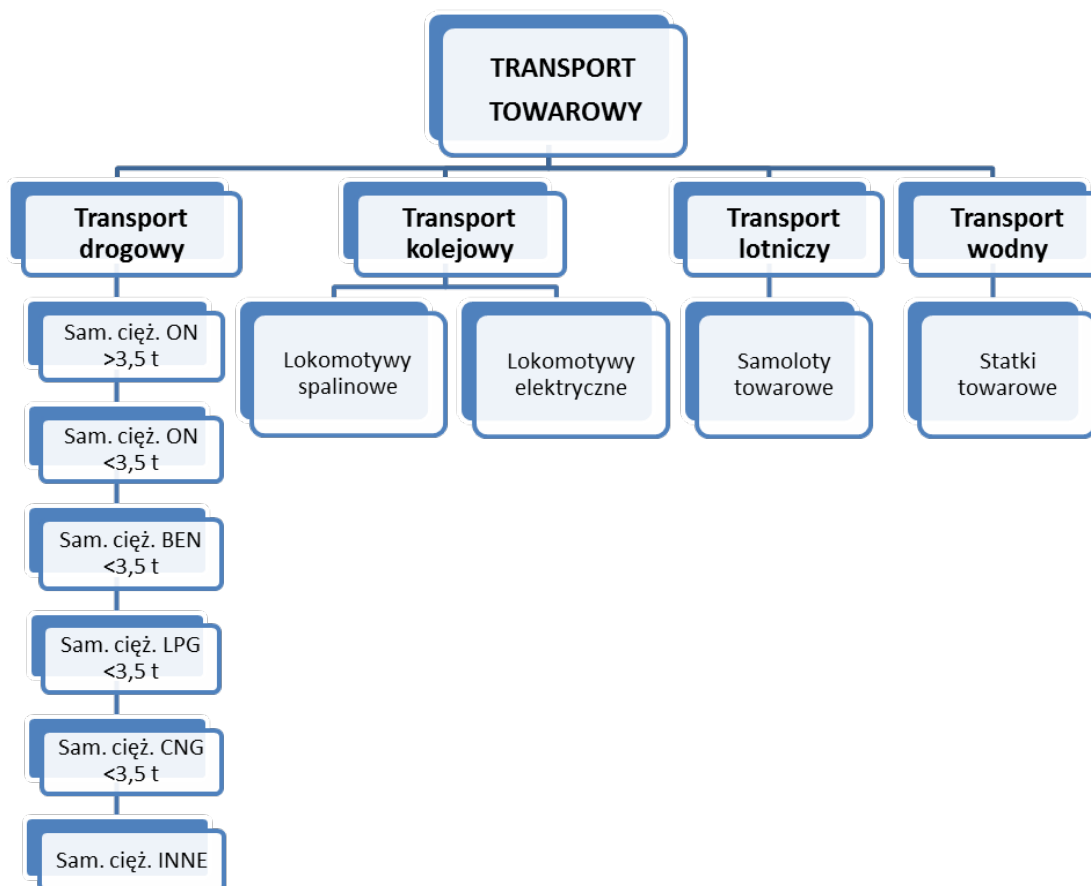 TRANSPORT
TOWAROWY
Transport
drogowy
Transport
kolejowy
Transport
lotniczy
Transport
wodny
Sam. cięż. ON
>3,5 t
Lokomotywy
spalinowe
Lokomotywy
elektryczne
Samoloty
towarowe
Statki
towarowe
Sam. cięż. ON
<3,5 t
Sam. cięż. BEN
<3,5 t
Sam. cięż. LPG
<3,5 t
Sam. cięż. CNG
<3,5 t
Sam. cięż. INNE